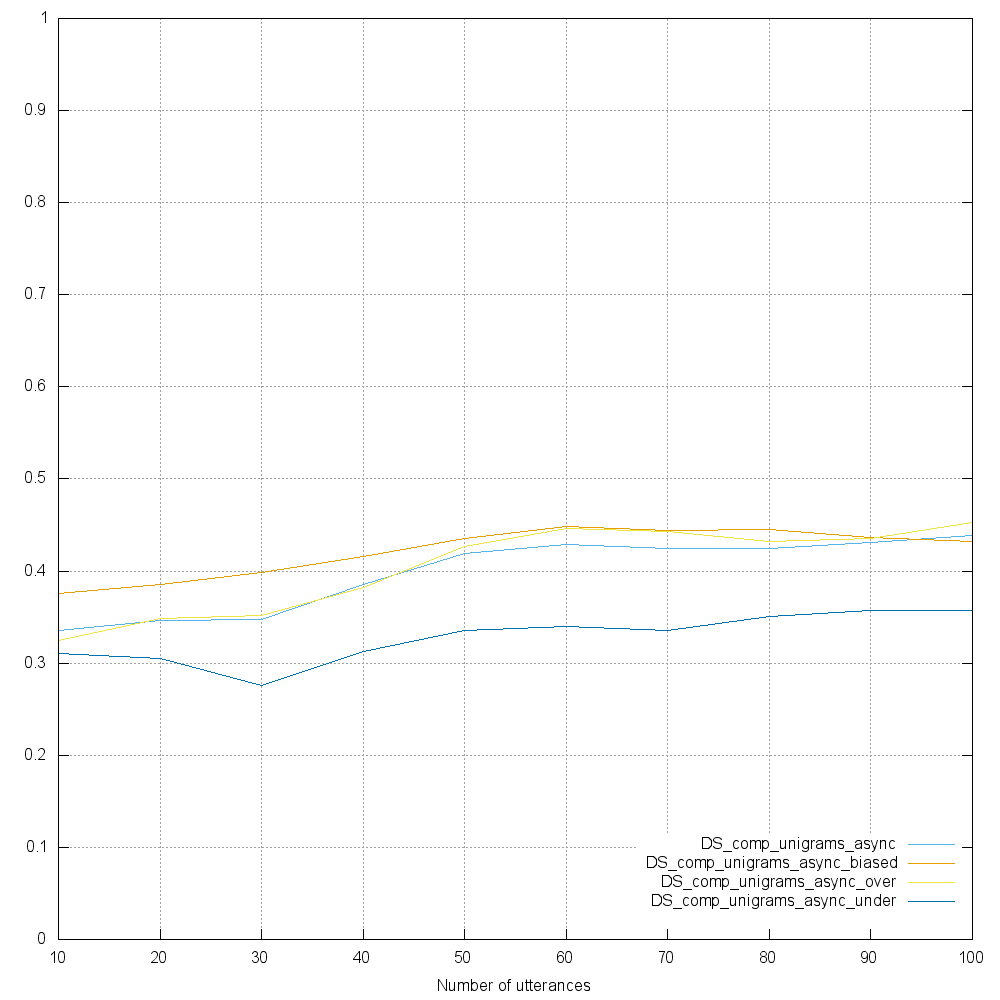 1
0.9
0.8
0.7
0.6
0.5
0.4
0.3
0.2
0.1
0
DS_comp_unigrams_async
DS_comp_unigrams_async_biased
DS_comp_unigrams_async_over
DS_comp_unigrams_async_under
10 20 30 40 50 60 70 80 90 100
Number of utterances